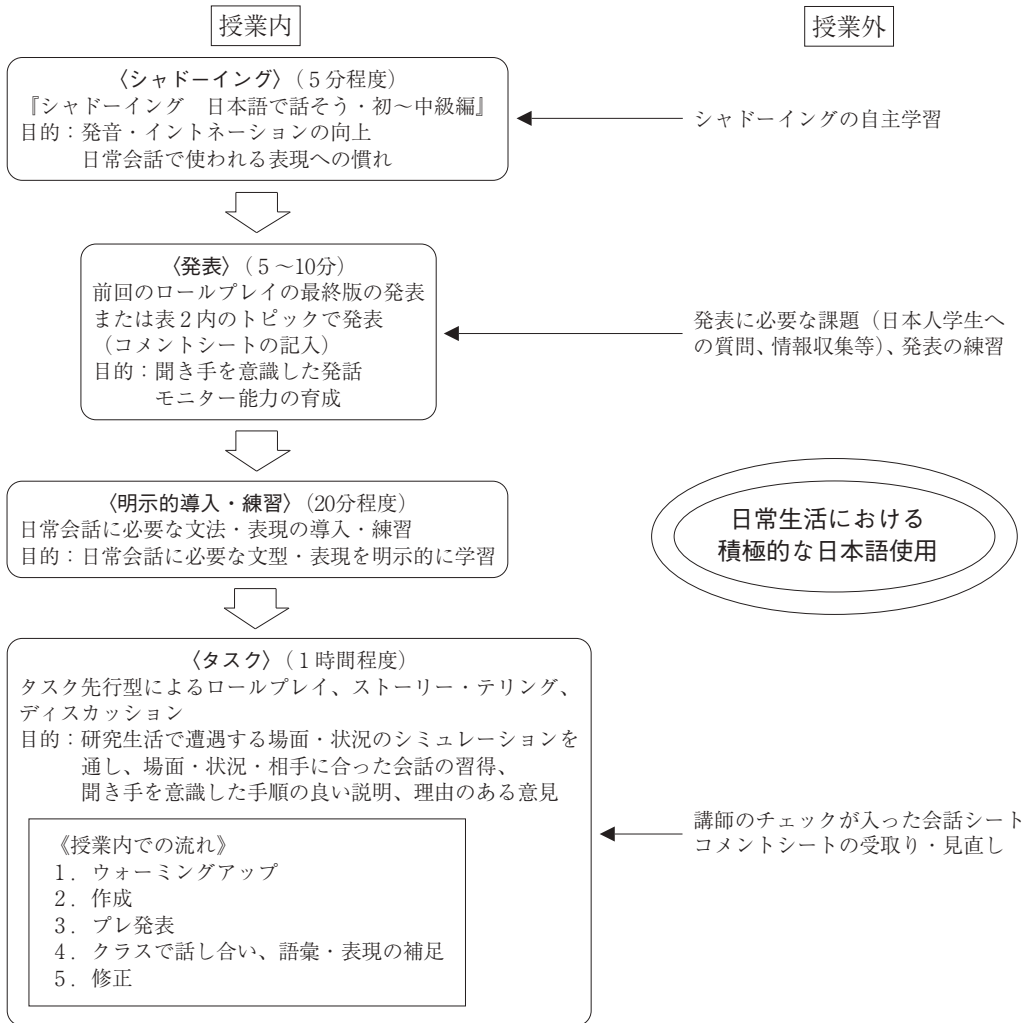 授業内
授業外
〈シャドーイング〉（５分程度）
『シャドーイング　日本語で話そう・初～中級編』
目的：発音・イントネーションの向上
日常会話で使われる表現への慣れ
シャドーイングの自主学習
〈発表〉（５～10分）
前回のロールプレイの最終版の発表
または表２内のトピックで発表
（コメントシートの記入）
目的：聞き手を意識した発話
モニター能力の育成
発表に必要な課題（日本人学生へ
の質問、情報収集等）、発表の練習
〈明示的導入・練習〉（20分程度）
日常会話に必要な文法・表現の導入・練習
目的：日常会話に必要な文型・表現を明示的に学習
日常生活における
積極的な日本語使用
〈タスク〉（１時間程度）
タスク先行型によるロールプレイ、ストーリー・テリング、
ディスカッション
目的：研究生活で遭遇する場面・状況のシミュレーションを
通し、場面・状況・相手に合った会話の習得、
聞き手を意識した手順の良い説明、理由のある意見
《授業内での流れ》
１．ウォーミングアップ
２．作成
３．プレ発表
４．クラスで話し合い、語彙・表現の補足
５．修正
講師のチェックが入った会話シート
コメントシートの受取り・見直し